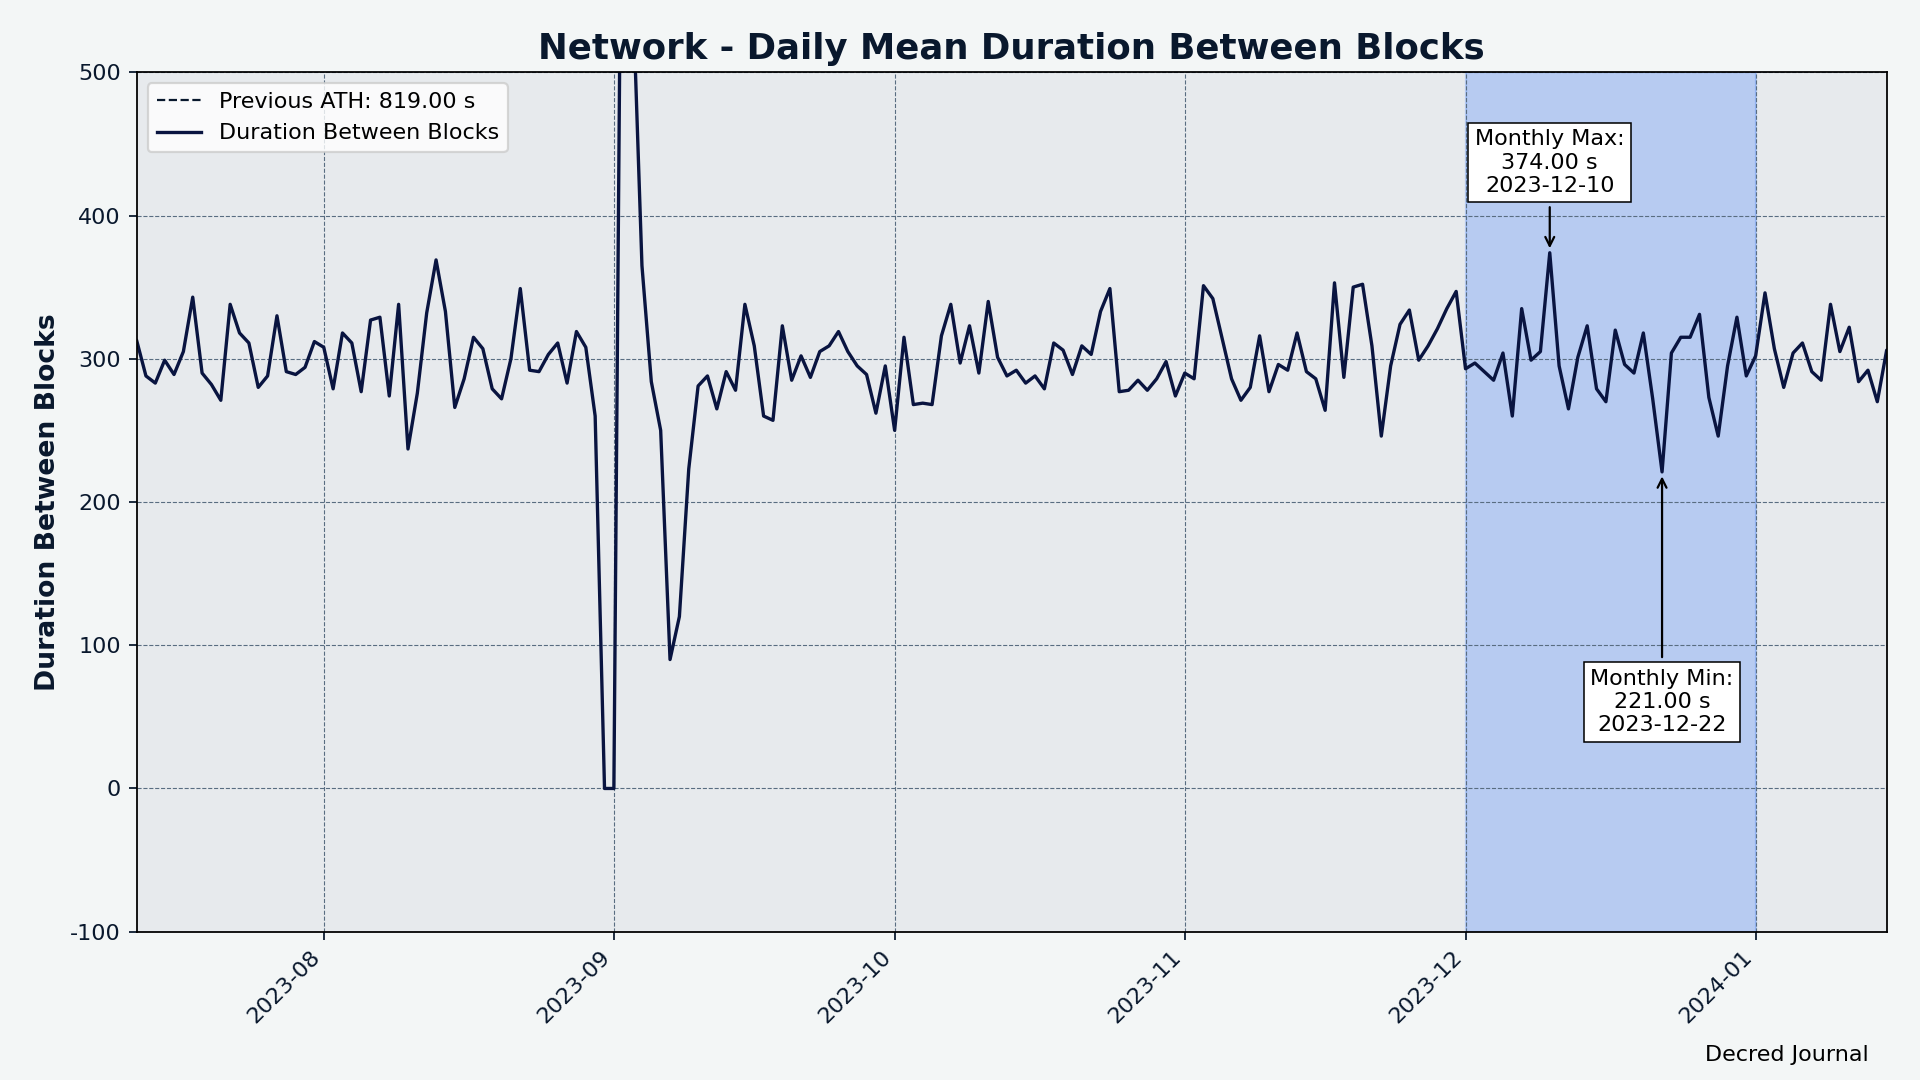 Network - Daily Mean Duration Between Blocks
Previous ATH: 819.00 s
Duration Between Blocks
Duration Between Blocks
500
400
300
200
100
0
-100
Monthly Max:
374.00 s
2023-12-10
Monthly Min:
221.00 s
2023-12-22
2023-08
2023-09
2023-10
2023-11
2023-12
2024-01
Decred Journal